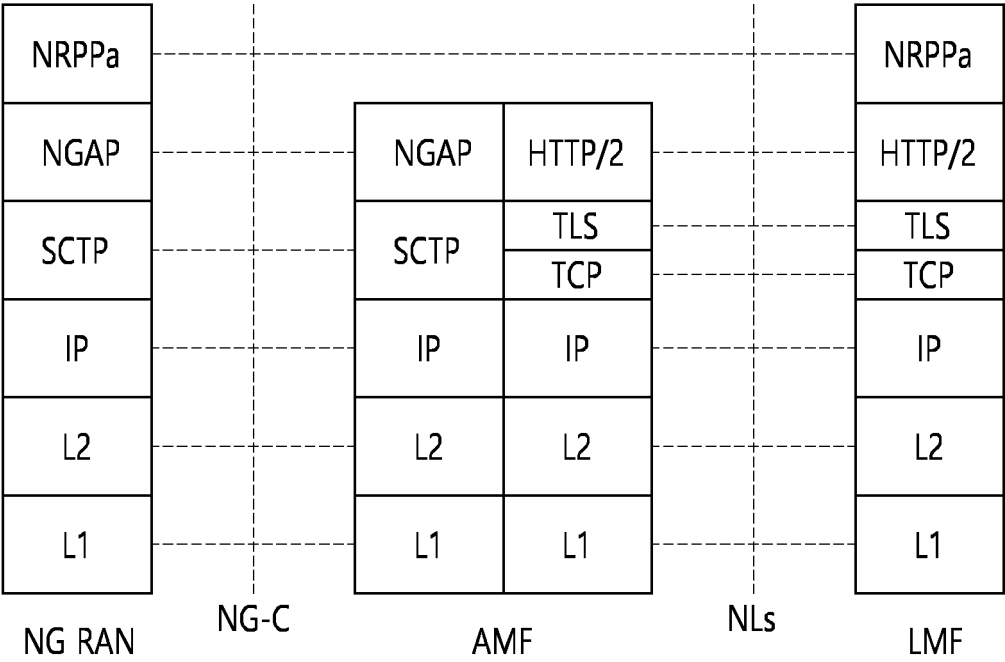 NRPPa NRPPa
NGAP NGAP HTTP/2 HTTP/2
TLS TLS
SCTP SCTP
TCP TCP
IP IP IP IP
L2 L2 L2 L2
L1 L1 L1 L1
NG-C NLs
NG RAN AMF LMF